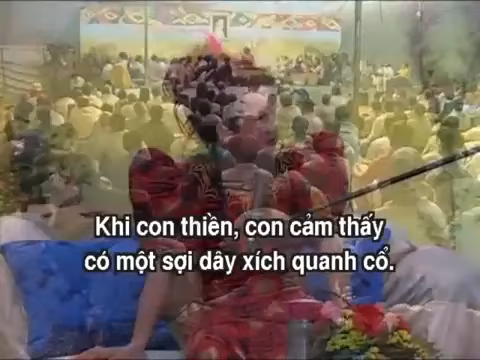 Khi con thiền, con cảm thấy
có một sợi dây xích quanh cổ.